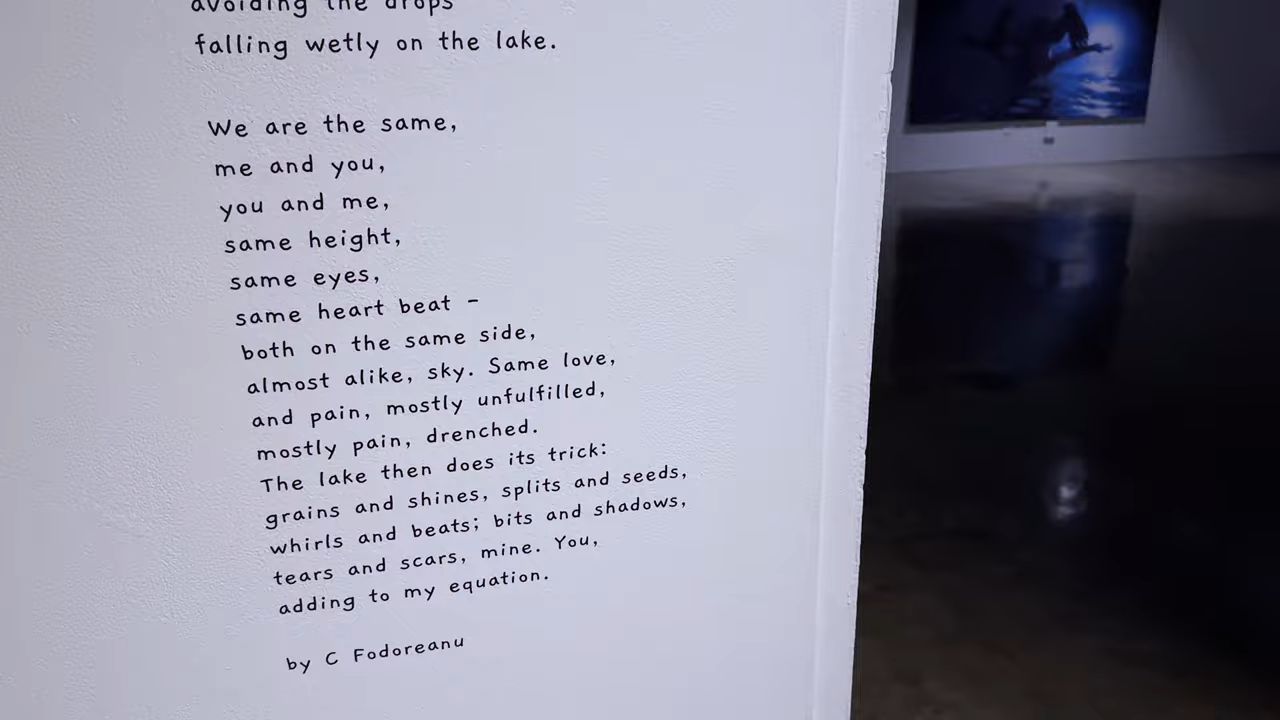 avoiding the drops
falling wetly on the lake.
We are the same,
me and you,
you and me,
same height,
same eyes,
same heart beat -
both on the same side,
almost alike, sky. Same love,
and pain, mostly unfulfilled,
mostly pain, drenched.
The lake then does its trick:
grains and shines, splits and seeds,
whirls and beats; bits and shadows,
tears and scars, mine. You,
adding to my equation.
by C Fodoreanu